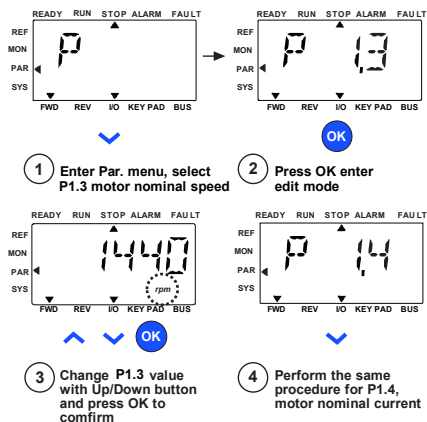 READY RUN STOP ALARM FAULT
REF
MON
PAR
SYS
P
FWD REV I/O KEYPAD BUS
READY RUN STOP ALARM FAULT
REF
MON
PAR
SYS
P 1,3
FWD REV I/O KEYPAD BUS
1 Enter Par. menu, select
P1.3 motor nominal speed
OK
2 Press OK enter
edit mode
READY RUN STOP ALARM FAULT
REF
MON
PAR
SYS
1440
rpm
FWD REV I/O KEYPAD BUS
OK
3 Change P1.3 value
with Up/Down button
and press OK to
comfirm
READY RUN STOP ALARM FAULT
REF
MON
PAR
SYS
P 1,4
FWD REV I/O KEYPAD BUS
4 Perform the same
procedure for P1.4,
motor nominal current